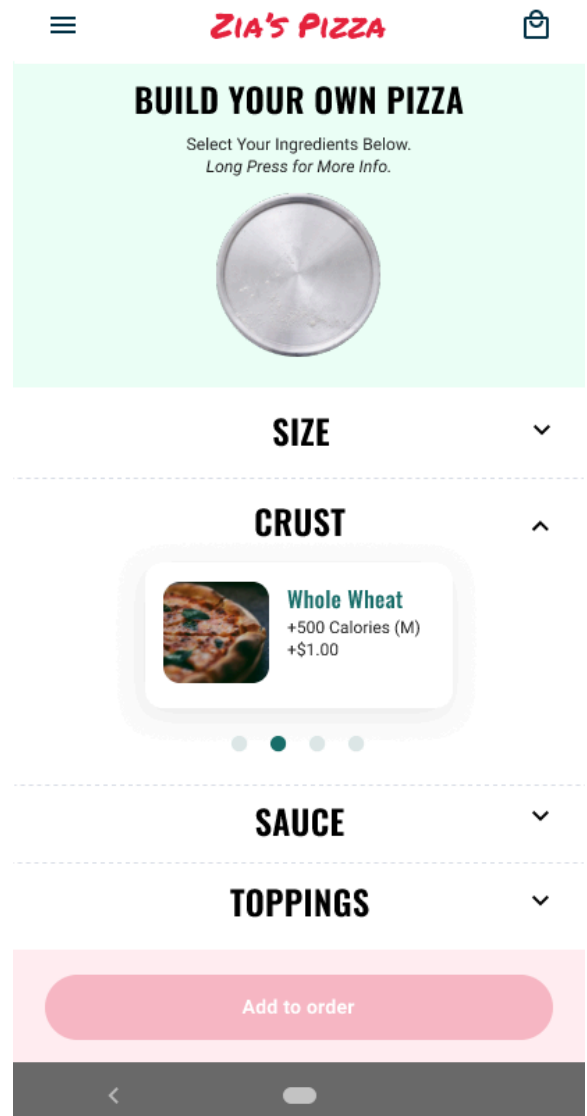 ZIA'S PIZZA
BUILD YOUR OWN PIZZA
Select Your Ingredients Below.
Long Press for More Info.
SIZE
CRUST
Whole Wheat
+500 Calories (M)
+$1.00
SAUCE
TOPPINGS
Add to order